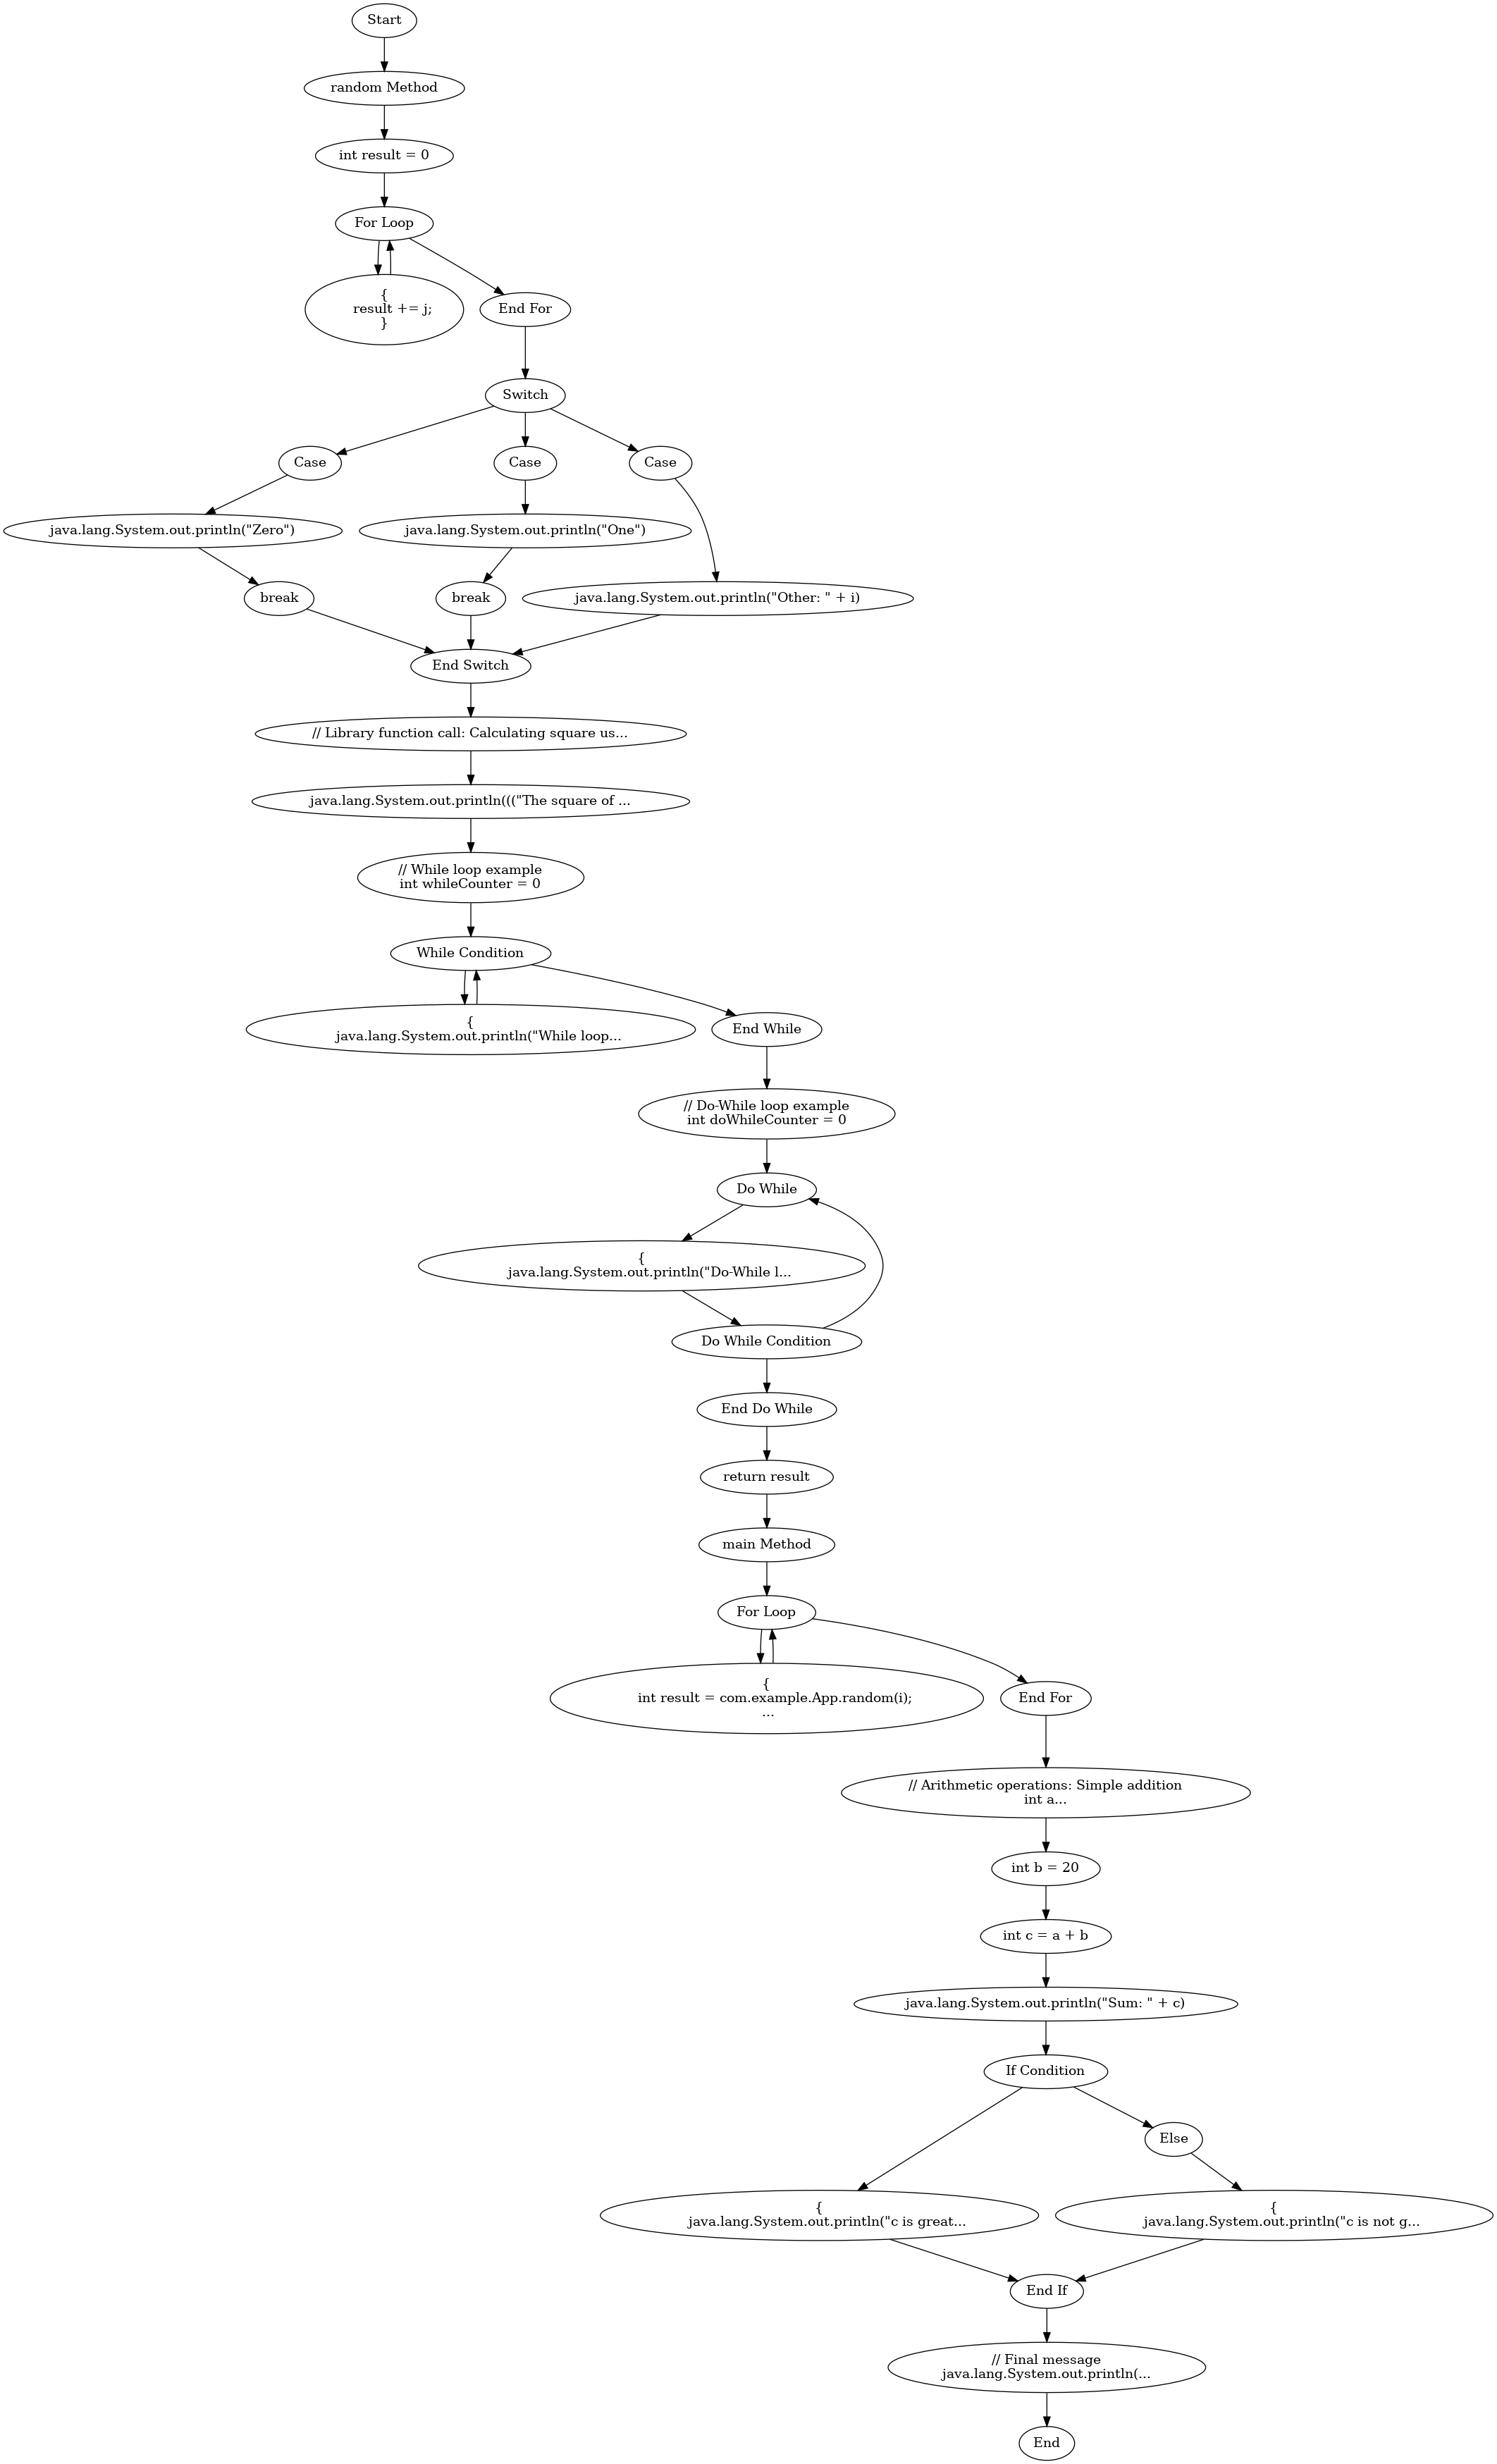 Start
random Method
int result = 0
For Loop
{
result += j;
}
End For
Switch
Case
Case
Case
java.lang.System.out.println("Zero")
java.lang.System.out.println("One")
break
break
java.lang.System.out.println("Other: " + i)
End Switch
// Library function call: Calculating square us...
java.lang.System.out.println((("The square of ...
// While loop example
int whileCounter = 0
While Condition
{
java.lang.System.out.println("While loop...
End While
// Do-While loop example
int doWhileCounter = 0
Do While
{
java.lang.System.out.println("Do-While l...
Do While Condition
End Do While
return result
main Method
For Loop
{
int result = com.example.App.random(i);
...
End For
// Arithmetic operations: Simple addition
int a...
int b = 20
int c = a + b
java.lang.System.out.println("Sum: " + c)
If Condition
Else
{
java.lang.System.out.println("c is great...
{
java.lang.System.out.println("c is not g...
End If
// Final message
java.lang.System.out.println(...
End